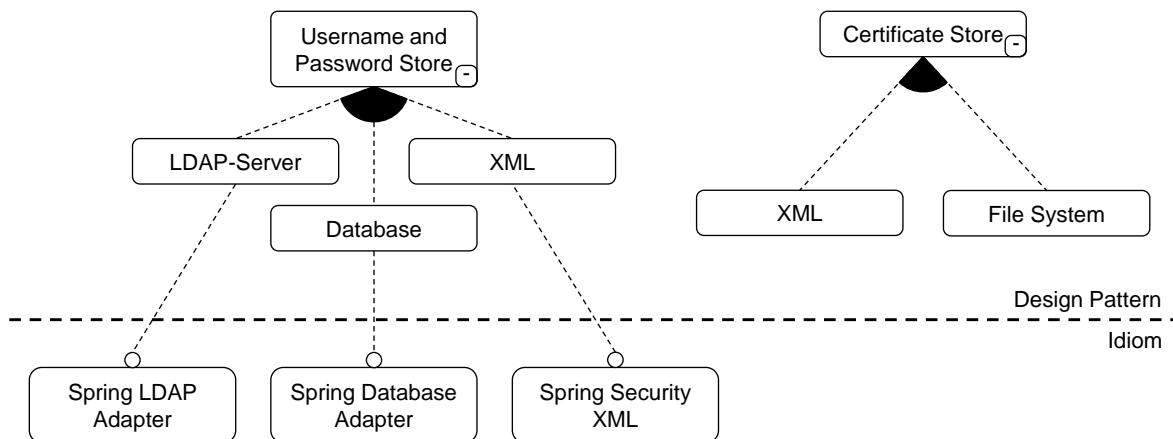 Username and
Password Store
-
Certificate Store
-
LDAP-Server
XML
Database
XML
File System
Design Pattern
Idiom
Spring LDAP
Adapter
Spring Database
Adapter
Spring Security
XML